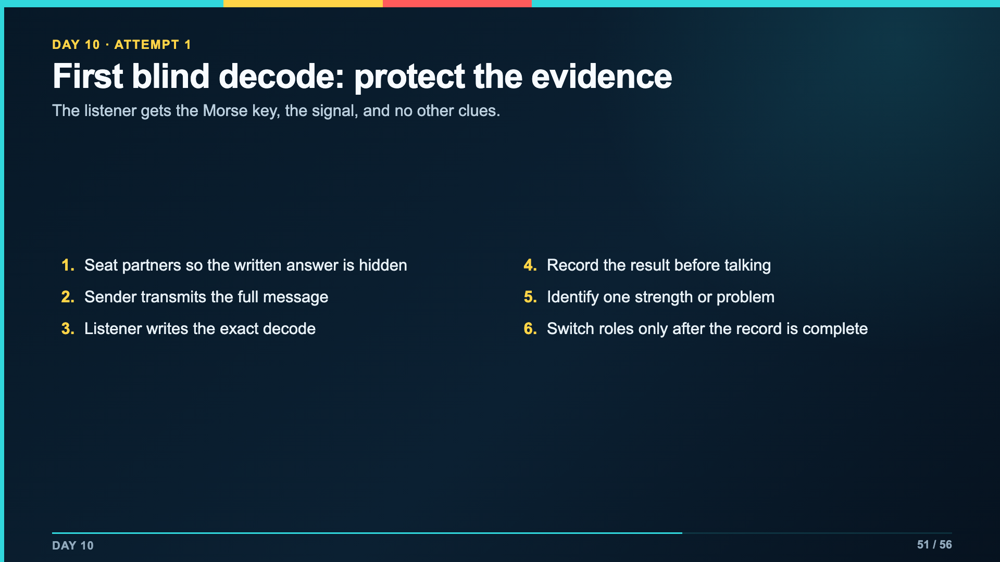 DAY 10 · ATTEMPT 1
First blind decode: protect the evidence
The listener gets the Morse key, the signal, and no other clues.
1. Seat partners so the written answer is hidden
2. Sender transmits the full message
3. Listener writes the exact decode
4. Record the result before talking
5. Identify one strength or problem
6. Switch roles only after the record is complete
DAY 10
51 / 56